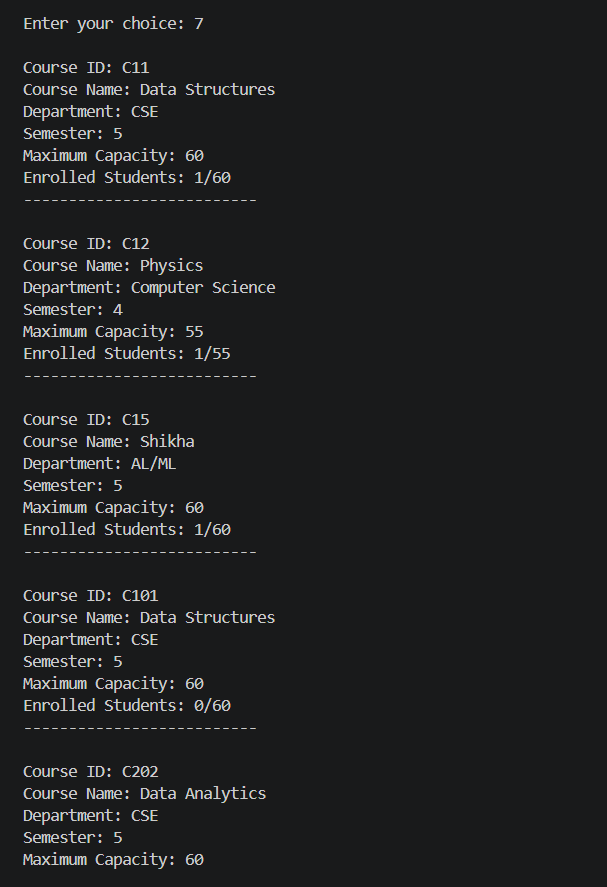 Enter your choice: 7
Course ID: C11
Course Name: Data Structures
Department: CSE
Semester: 5
Maximum Capacity: 60
Enrolled Students: 1/60
--------------------------
Course ID: C12
Course Name: Physics
Department: Computer Science
Semester: 4
Maximum Capacity: 55
Enrolled Students: 1/55
--------------------------
Course ID: C15
Course Name: Shikha
Department: AL/ML
Semester: 5
Maximum Capacity: 60
Enrolled Students: 1/60
--------------------------
Course ID: C101
Course Name: Data Structures
Department: CSE
Semester: 5
Maximum Capacity: 60
Enrolled Students: 0/60
--------------------------
Course ID: C202
Course Name: Data Analytics
Department: CSE
Semester: 5
Maximum Capacity: 60